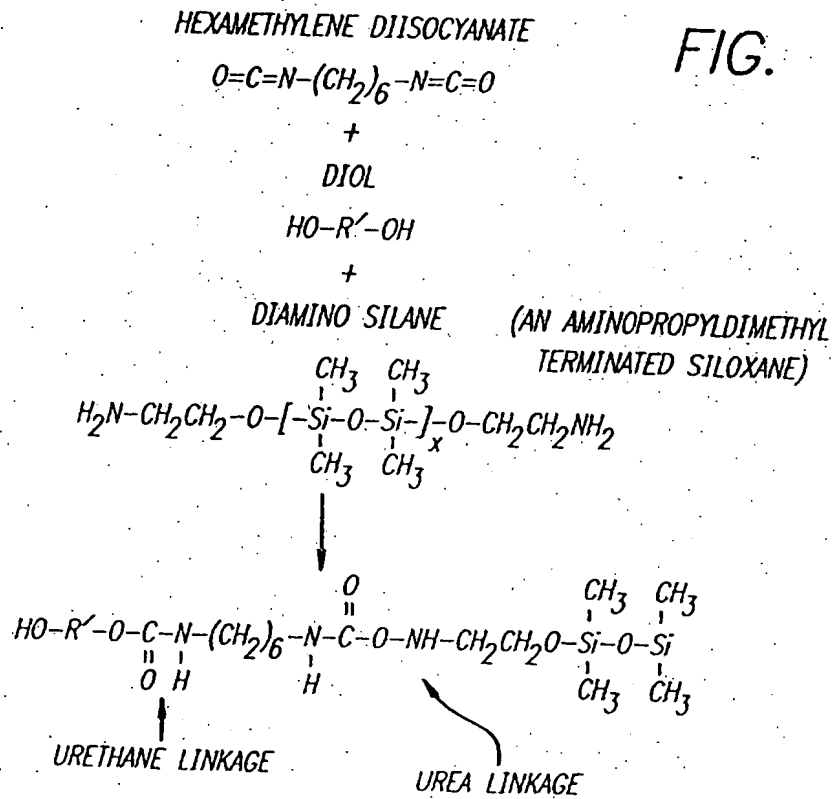 HEXAMETHYLENE DIISOCYANATE
FIG.
O=C=N-(CH2)6-N=C=O
+
DIOL
HO-R'-OH
+
DIAMINO SILANE (AN AMINOPROPYLDIMETHYL
TERMINATED SILOXANE)
CH3 CH3
H2N-CH2CH2-O-[-Si-O-Si-]x-O-CH2CH2NH2
CH3 CH3
O CH3 CH3
HO-R'-O-C-N-(CH2)6-N-C-O-NH-CH2CH2O-Si-O-Si
O H H CH3 CH3
URETHANE LINKAGE
UREA LINKAGE